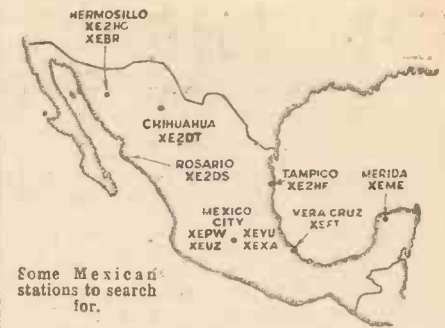 HERMOSILLO
XE2HC
XEBR
CHIHUAHUA
XE2DT
ROSARIO
XE2DS
TAMPICO
XE2HF
MERIDA
XEME
MEXICO
CITY
XEPW XEYU
XEUZ XEXA
VERA CRUZ
XEFT
Some Mexican
stations to search
for.